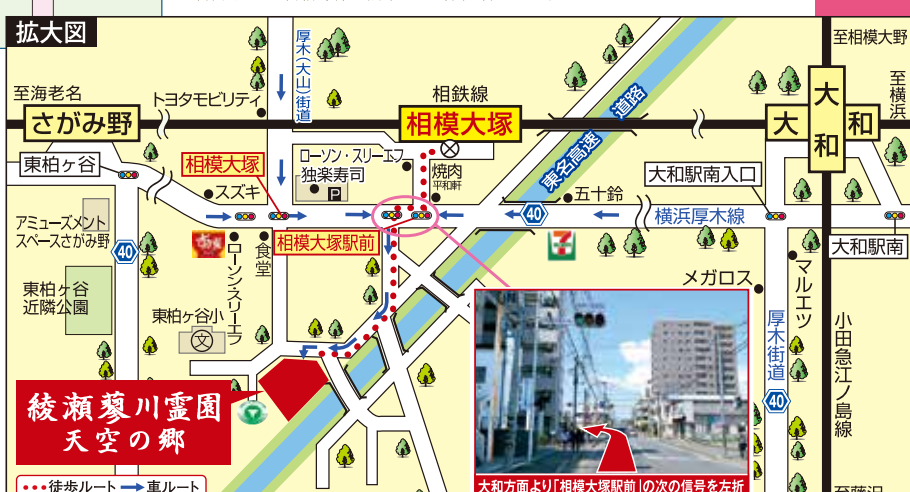 拡大図
至海老名
さがみ野
トヨタモビリティ
厚木(大山)街道
相鉄線
相模大塚
東名高速道路
至相模大野
大和
大和
至横浜
東柏ヶ谷
相模大塚
ローソン・スリーエフ
独楽寿司
P
焼肉
平和軒
スズキ
五十鈴
40
大和駅南入口
横浜厚木線
アミューズメント
スペースさがみ野
40
ローソン・スリーエフ
食堂
相模大塚駅前
7
大和駅南
東柏ヶ谷
近隣公園
東柏ヶ谷小
文
メガロス
マルエツ
厚木街道
40
小田急江ノ島線
綾瀬蓼川霊園
天空の郷
徒歩ルート
車ルート
大和方面より「相模大塚駅前」の次の信号を左折